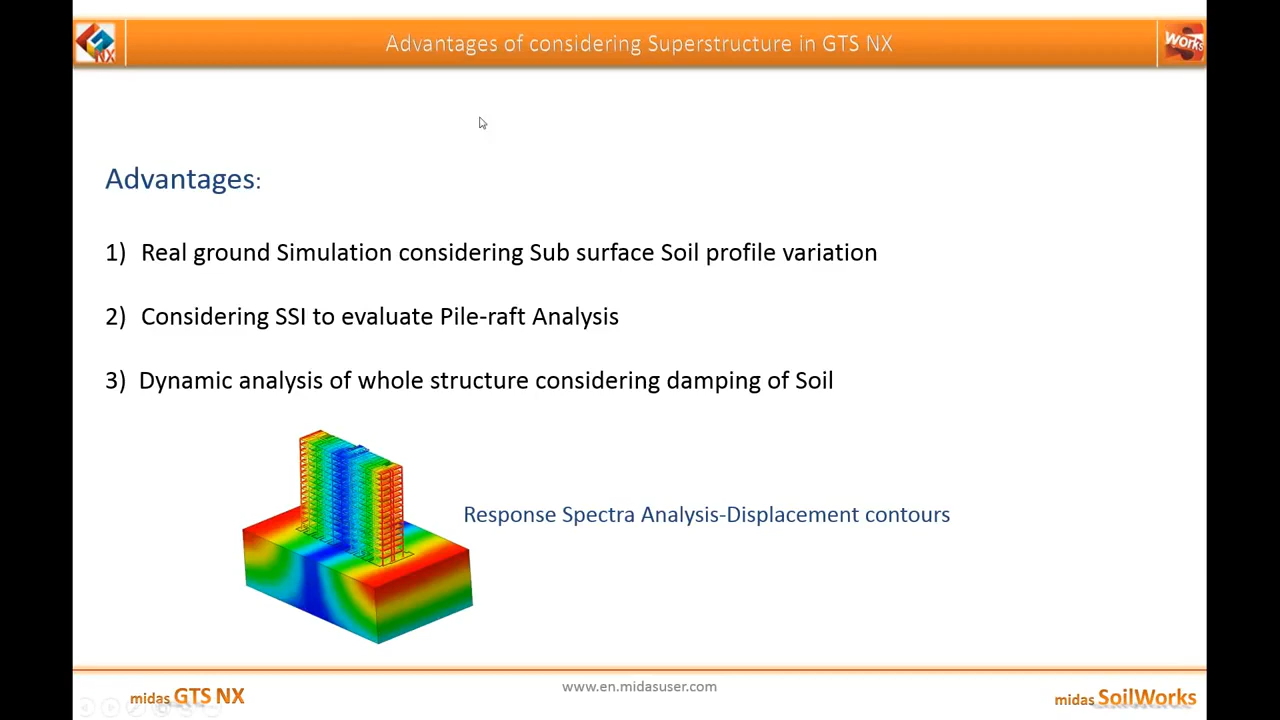 Advantages of considering Superstructure in GTS NX
NX
Works
Advantages:
1) Real ground Simulation considering Sub surface Soil profile variation
2) Considering SSI to evaluate Pile-raft Analysis
3) Dynamic analysis of whole structure considering damping of Soil
Response Spectra Analysis-Displacement contours
midas GTS NX
www.en.midasuser.com
midas SoilWorks